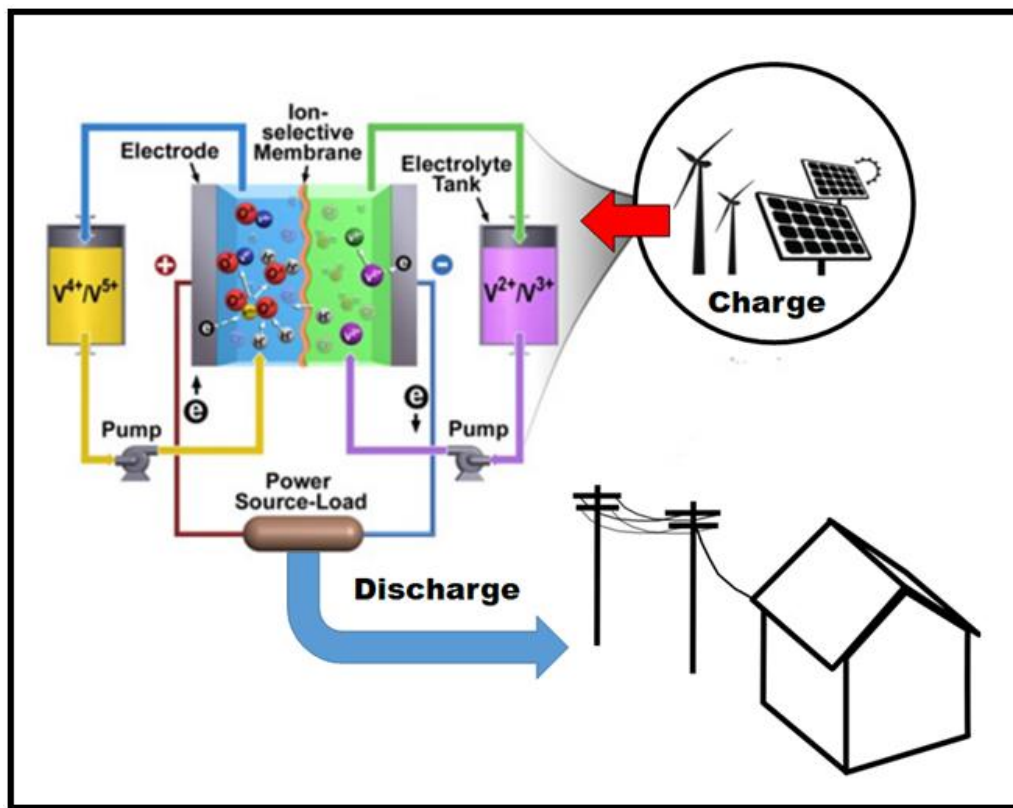 Ion-
selective
Membrane
Electrode
Electrolyte
Tank
V⁴⁺/V⁵⁺
+
−
e
e
V²⁺/V³⁺
Charge
e
e
Pump
Pump
Power
Source-Load
Discharge